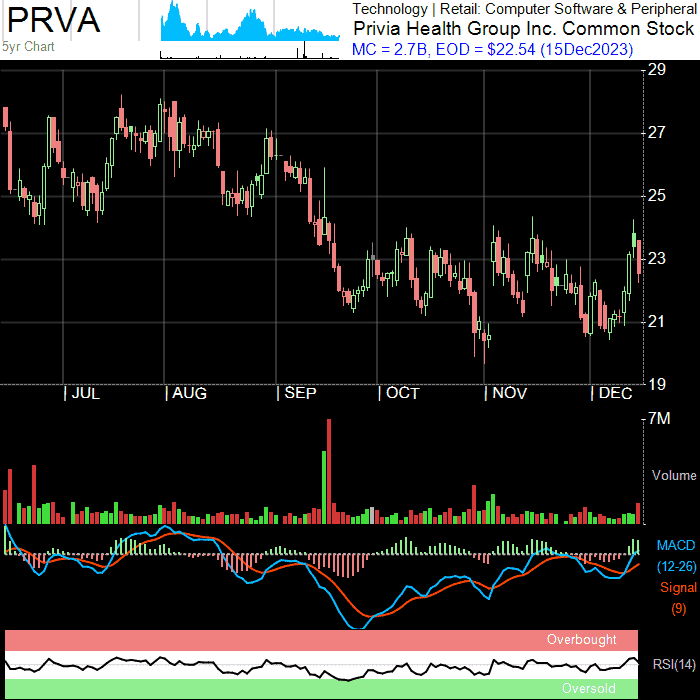 PRVA
5yr Chart
Technology | Retail: Computer Software & Peripheral
Privia Health Group Inc. Common Stock
MC = 2.7B, EOD = $22.54 (15Dec2023)
29
27
25
23
21
19
| JUL | AUG | SEP | OCT | NOV | DEC
7M
Volume
MACD
(12-26)
Signal
(9)
Overbought
RSI(14)
Oversold